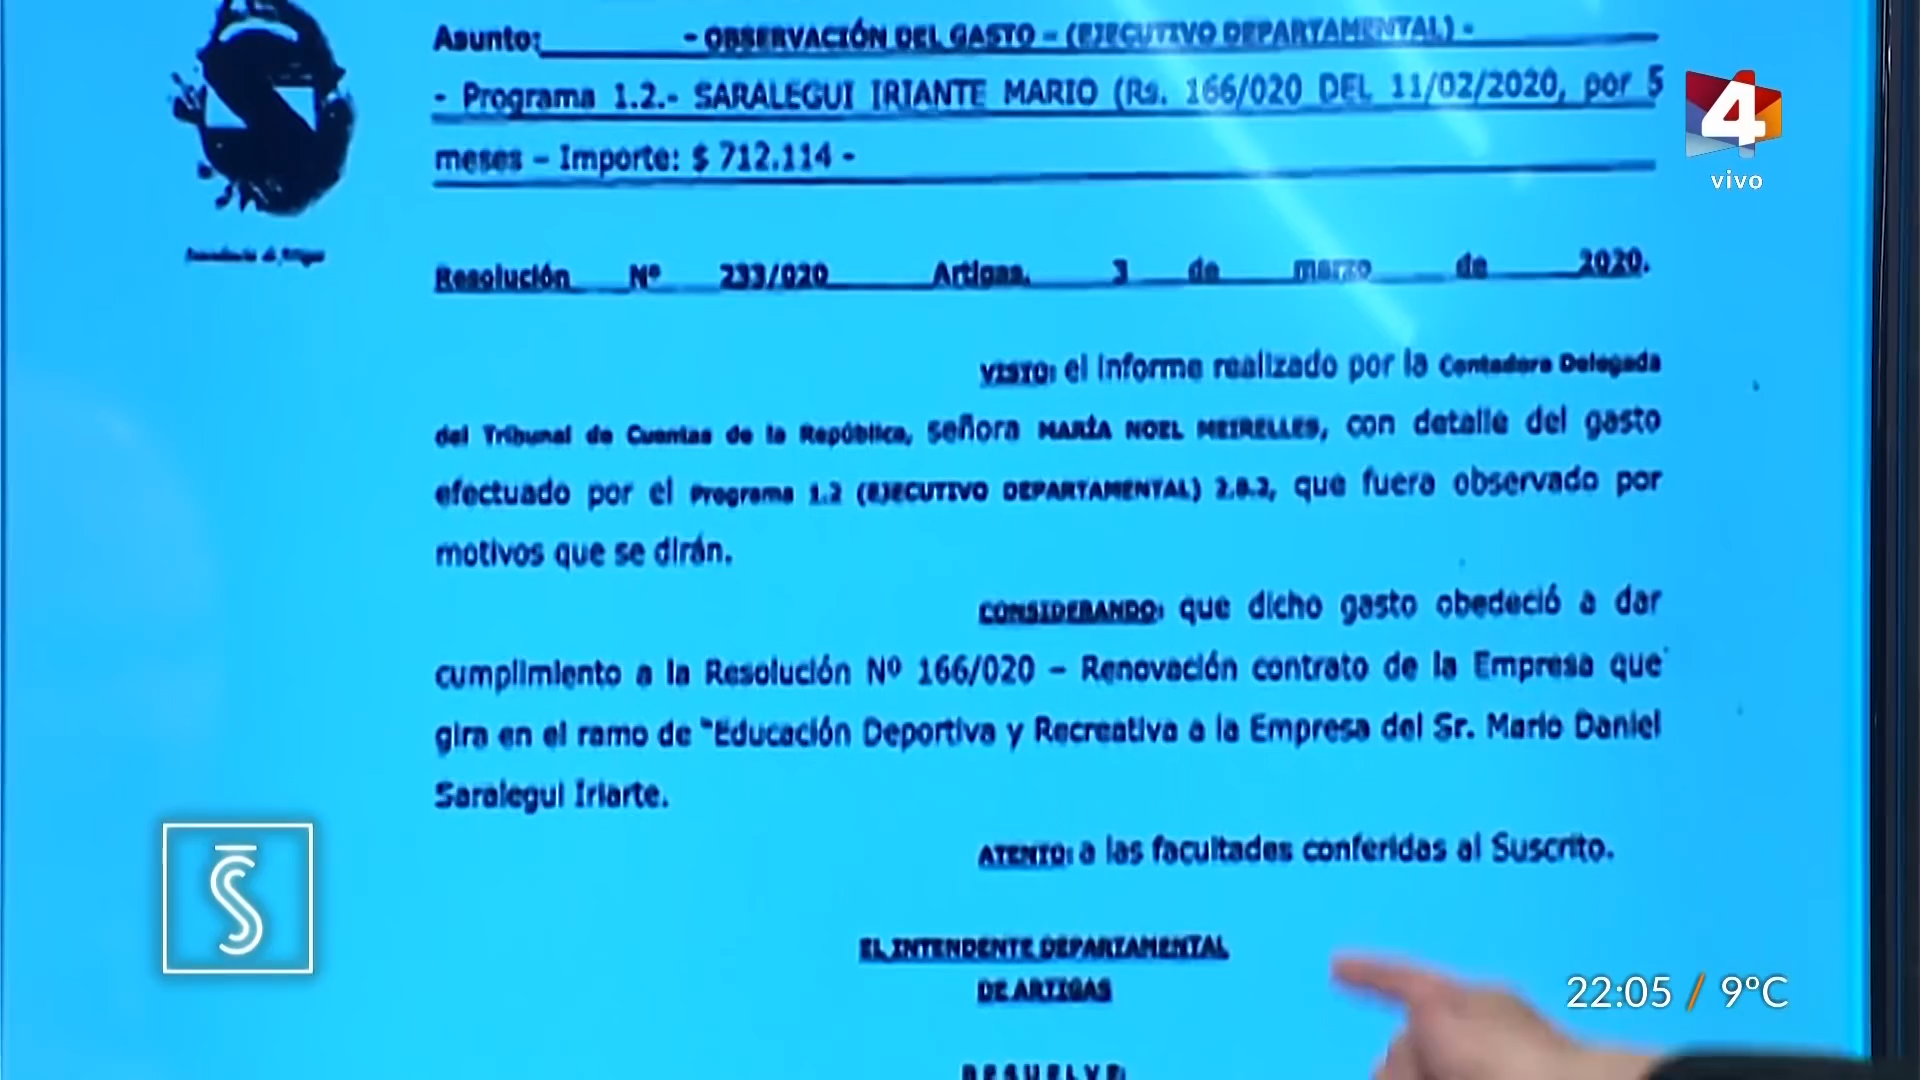 Asunto: - OBSERVACIÓN DEL GASTO - (EJECUTIVO DEPARTAMENTAL) -
- Programa 1.2.- SARALEGUI IRIANTE MARIO (Rs. 166/020 DEL 11/02/2020, por 5
meses – Importe: $ 712.114 -
4
vivo
Intendencia de Artigas
Resolución Nº 233/020 Artigas, 3 de marzo de 2020.
VISTO: el informe realizado por la Contadora Delegada
del Tribunal de Cuentas de la República, señora MARÍA NOEL MEIRELLES, con detalle del gasto
efectuado por el Programa 1.2 (EJECUTIVO DEPARTAMENTAL) 2.8.2, que fuera observado por
motivos que se dirán.
CONSIDERANDO: que dicho gasto obedeció a dar
cumplimiento a la Resolución Nº 166/020 – Renovación contrato de la Empresa que
gira en el ramo de "Educación Deportiva y Recreativa a la Empresa del Sr. Mario Daniel
Saralegui Iriarte.
ATENTO: a las facultades conferidas al Suscrito.
EL INTENDENTE DEPARTAMENTAL
DE ARTIGAS
RESUELVE:
S
22:05 / 9ºC